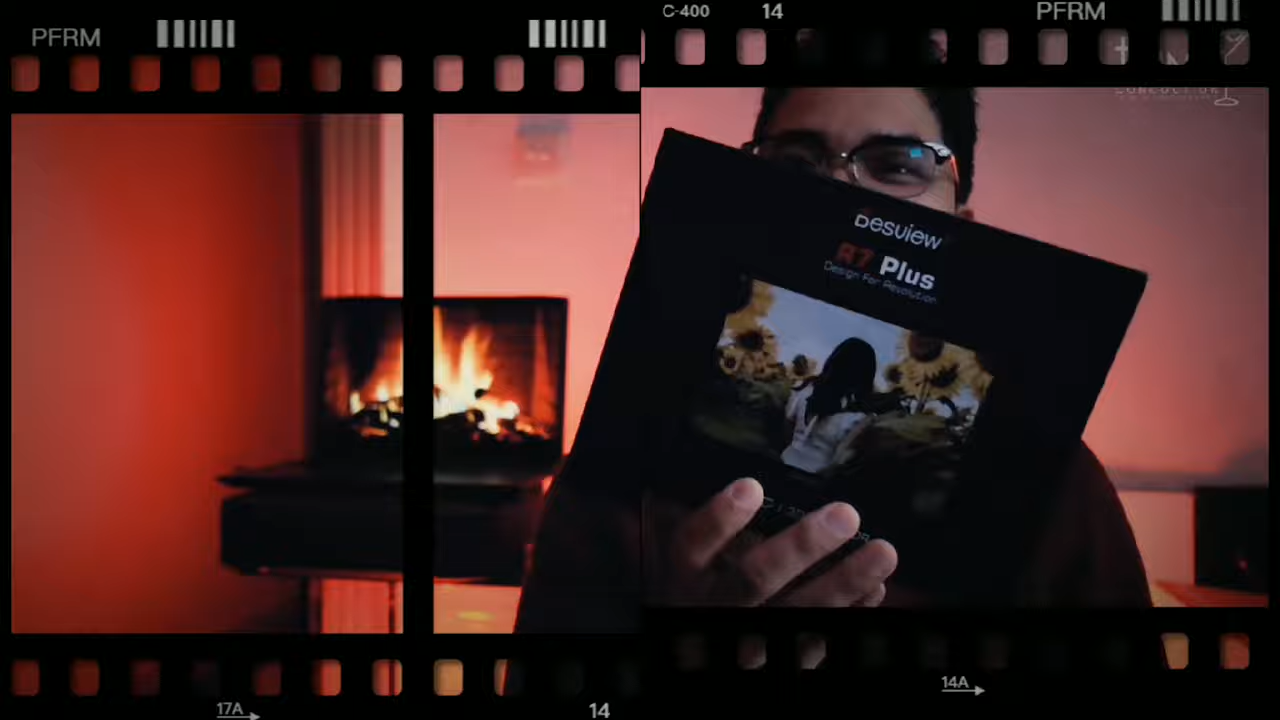 C-400
14
PFRM
PFRM
Desview
R7 Plus
Design For Revolution
17A
14
14A